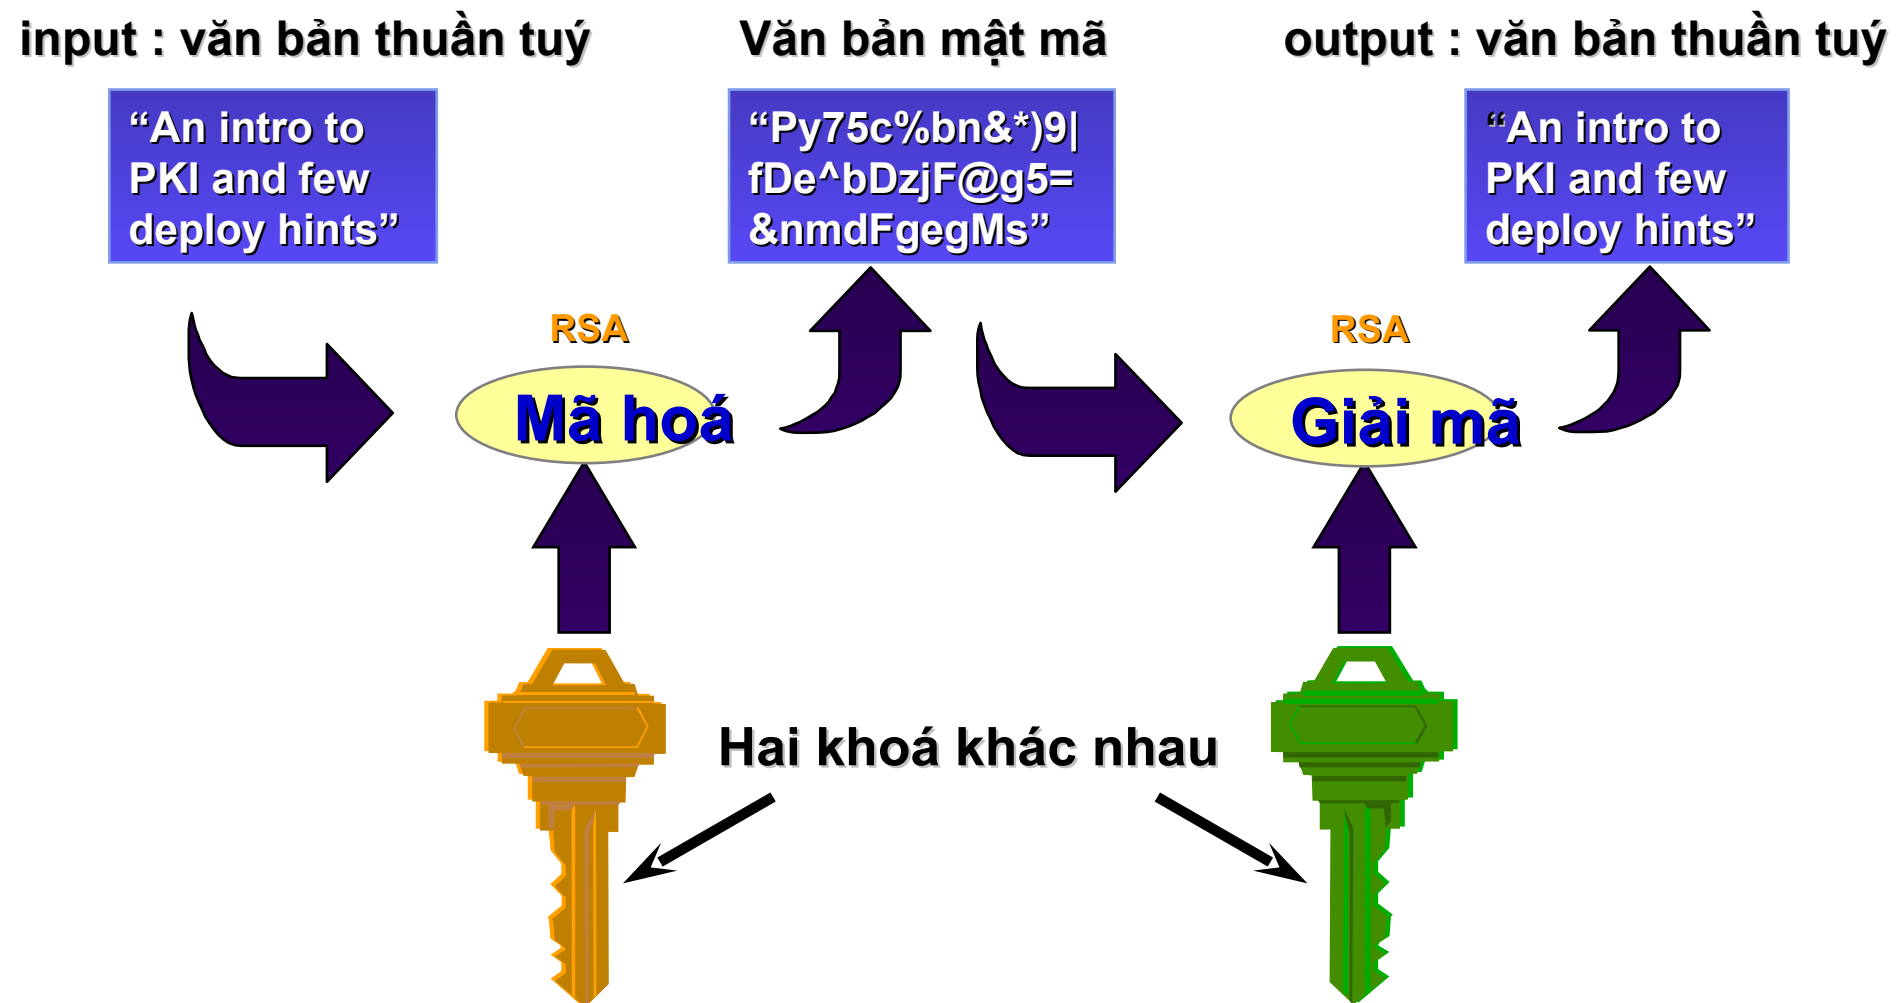 input : văn bản thuần tuý
Văn bản mật mã
output : văn bản thuần tuý
“An intro to
PKI and few
deploy hints”
“Py75c%bn&*)9|
fDe^bDzjF@g5=
&nmdFgegMs”
“An intro to
PKI and few
deploy hints”
RSA
Mã hoá
RSA
Giải mã
Hai khoá khác nhau